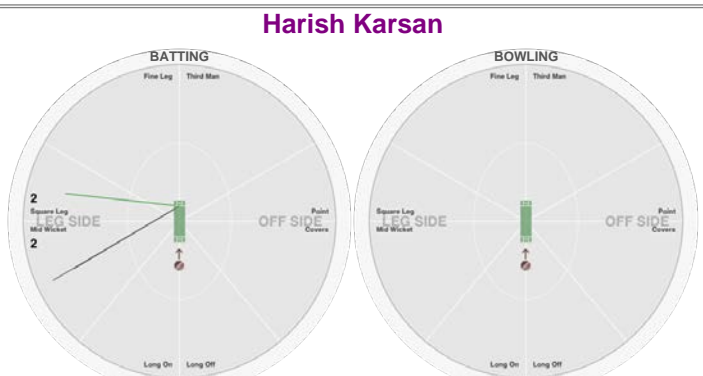 Harish Karsan
BATTING
BOWLING
Fine Leg Third Man
Fine Leg Third Man
2
Square Leg
LEG SIDE
Mid Wicket
2
Point
OFF SIDE
Covers
Square Leg
LEG SIDE
Mid Wicket
Point
OFF SIDE
Covers
Long On Long Off
Long On Long Off